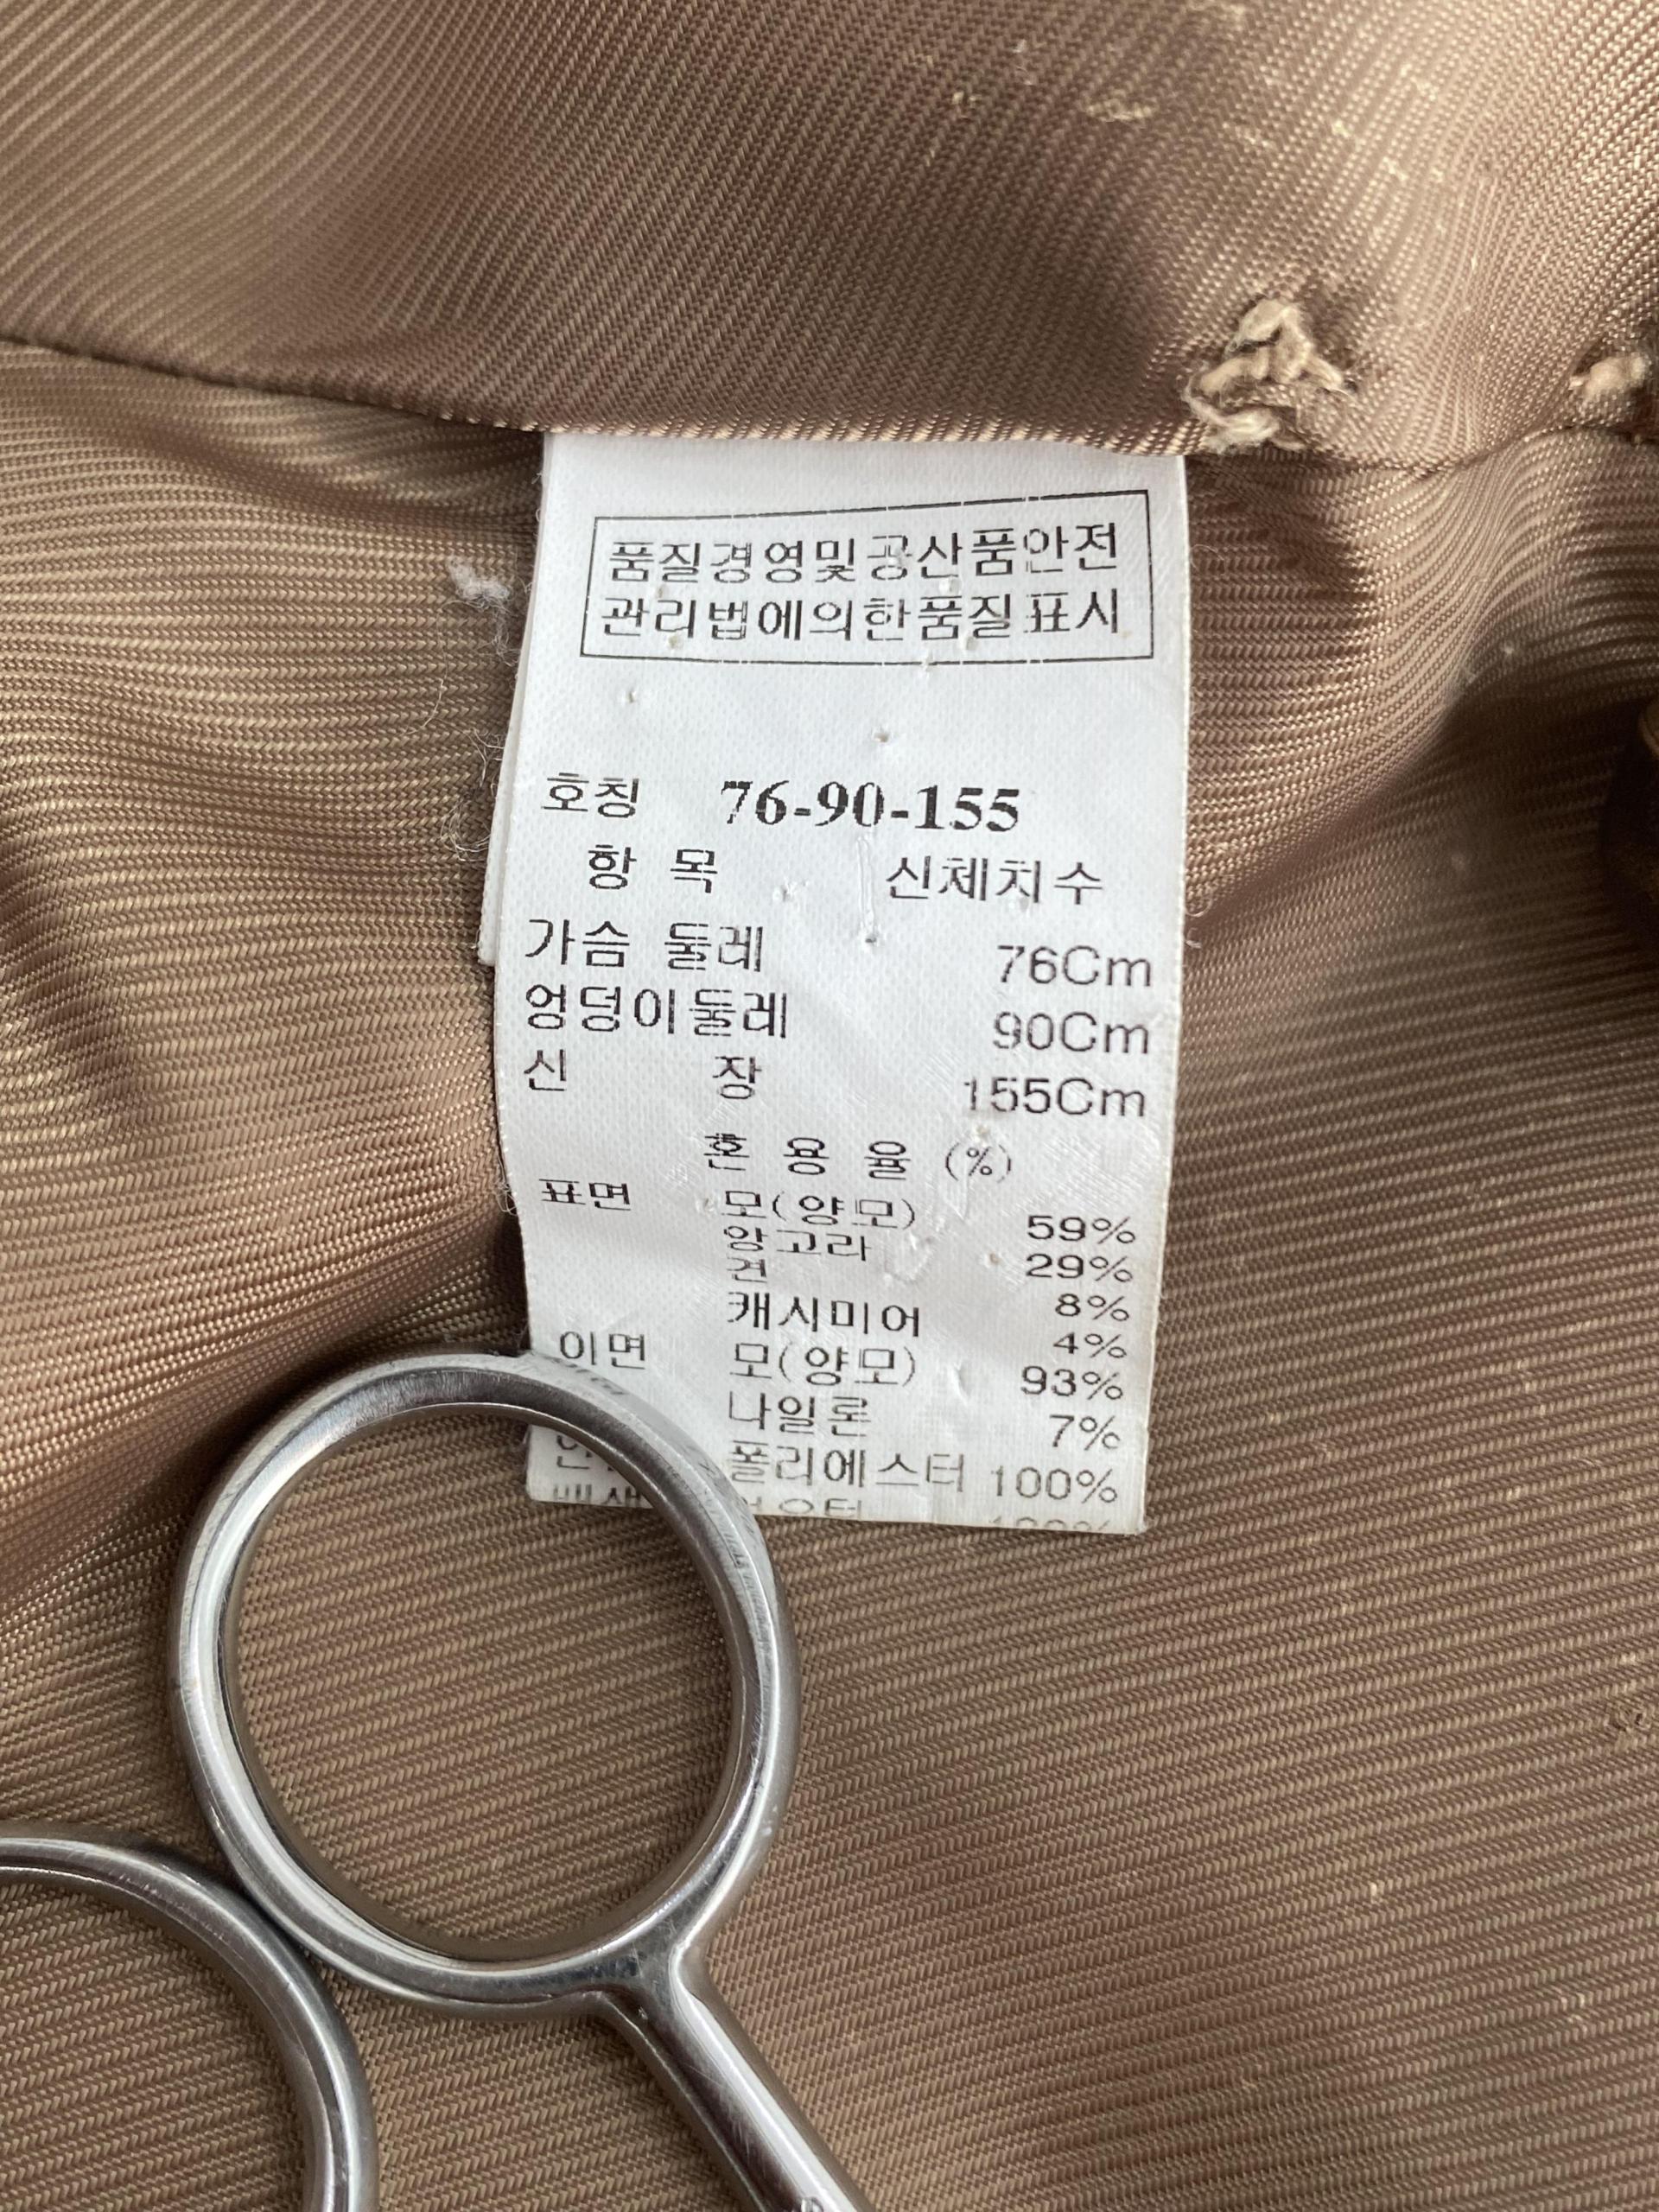 품질경영및공산품안전
관리법에의한품질표시
호칭 76-90-155
항 목 신체치수
가슴 둘레 76Cm
엉덩이둘레 90Cm
신 장 155Cm
혼 용 율 (%)
표면 모(양모) 59%
앙고라 29%
견 8%
캐시미어 4%
이면 모(양모) 93%
나일론 7%
폴리에스터 100%